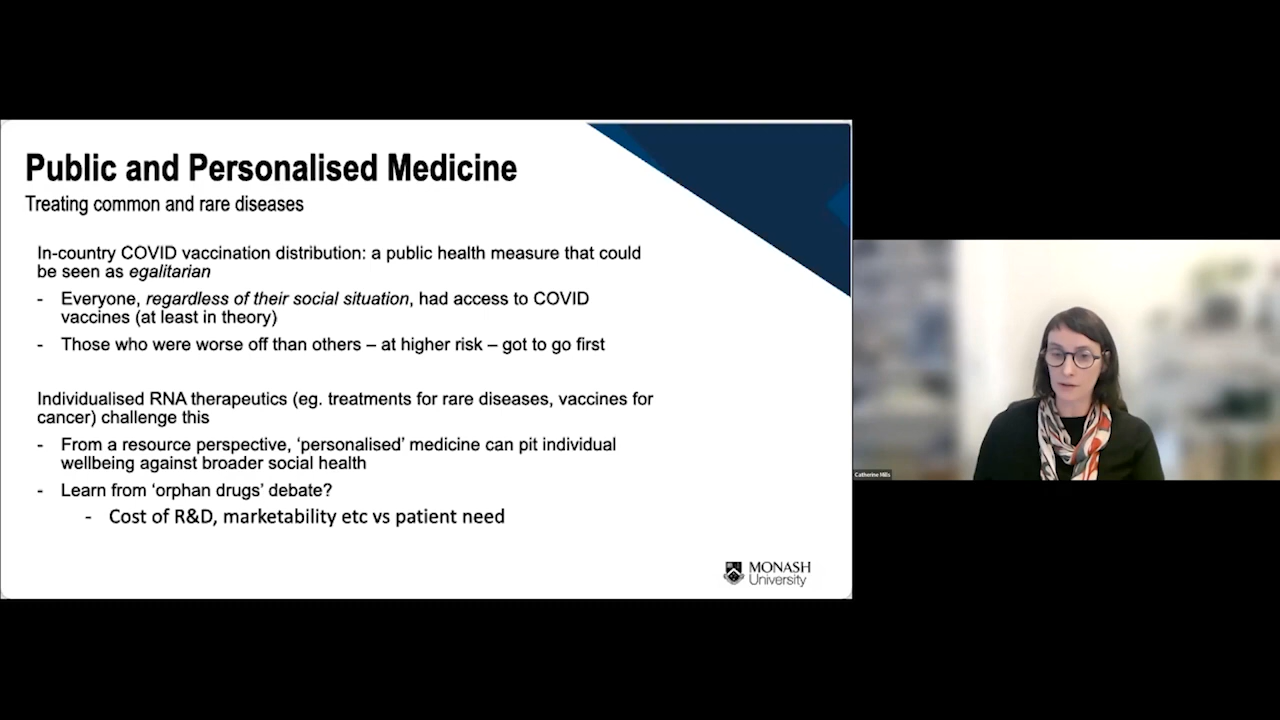 Public and Personalised Medicine
Treating common and rare diseases
In-country COVID vaccination distribution: a public health measure that could
be seen as egalitarian
- Everyone, regardless of their social situation, had access to COVID
vaccines (at least in theory)
- Those who were worse off than others – at higher risk – got to go first
Individualised RNA therapeutics (eg. treatments for rare diseases, vaccines for
cancer) challenge this
- From a resource perspective, ‘personalised’ medicine can pit individual
wellbeing against broader social health
- Learn from ‘orphan drugs’ debate?
- Cost of R&D, marketability etc vs patient need
MONASH
University
Catherine Mills